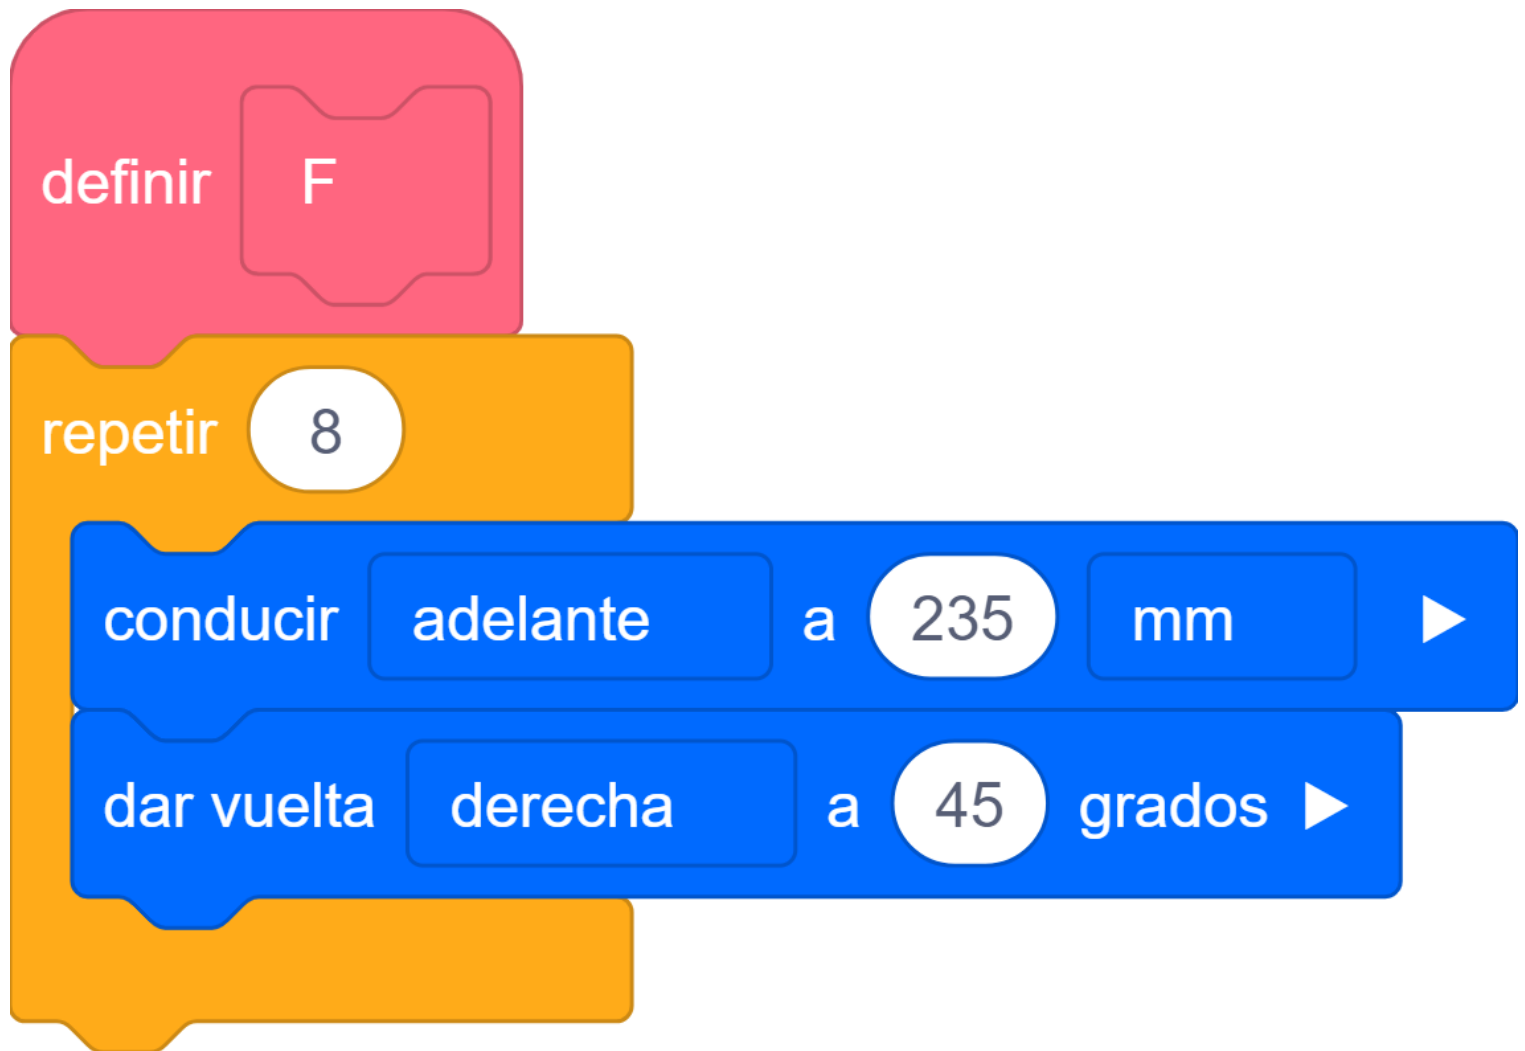 definir F
repetir 8
conducir adelante a 235 mm
dar vuelta derecha a 45 grados